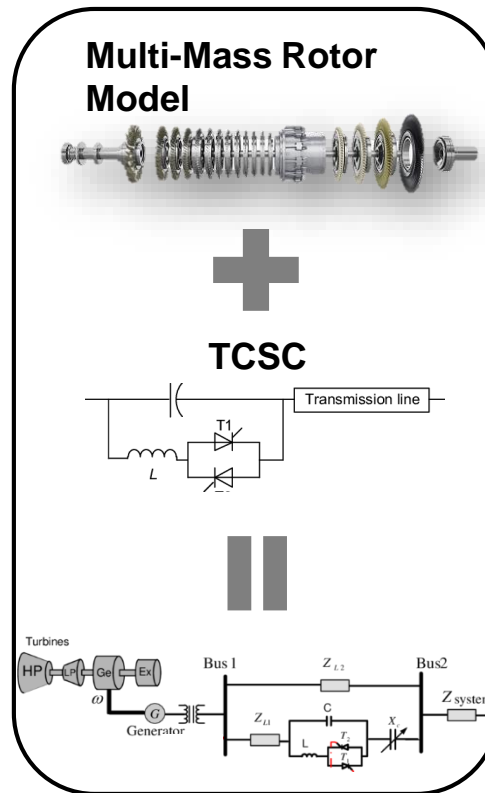 Multi-Mass Rotor
Model
TCSC
Transmission line
T1
L
Turbines
HP
LP
Ge
Ex
ω
G
Generator
Bus 1
Z L2
Bus2
Z L1
C
L
T2
T1
Xc
Z system